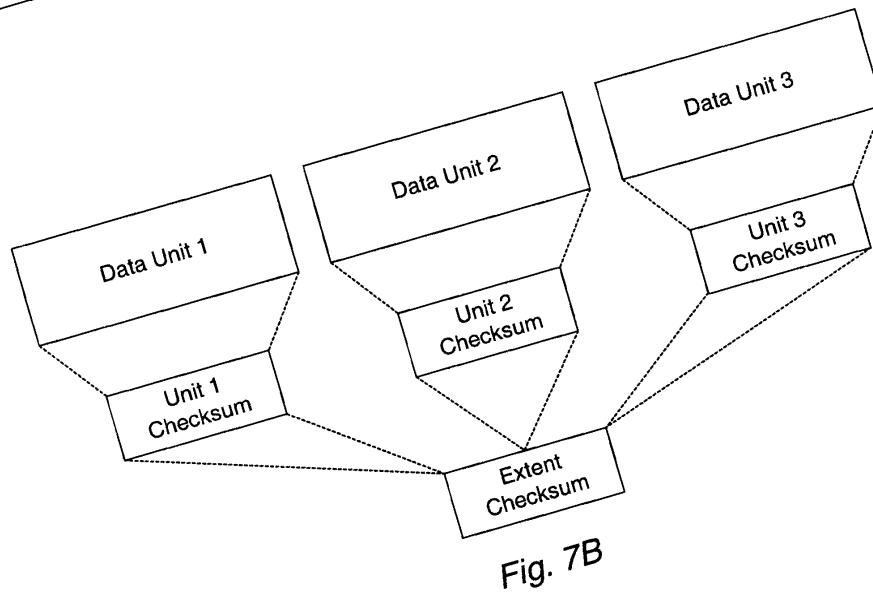 Data Unit 1
Data Unit 2
Data Unit 3
Unit 1
Checksum
Unit 2
Checksum
Unit 3
Checksum
Extent
Checksum
Fig. 7B